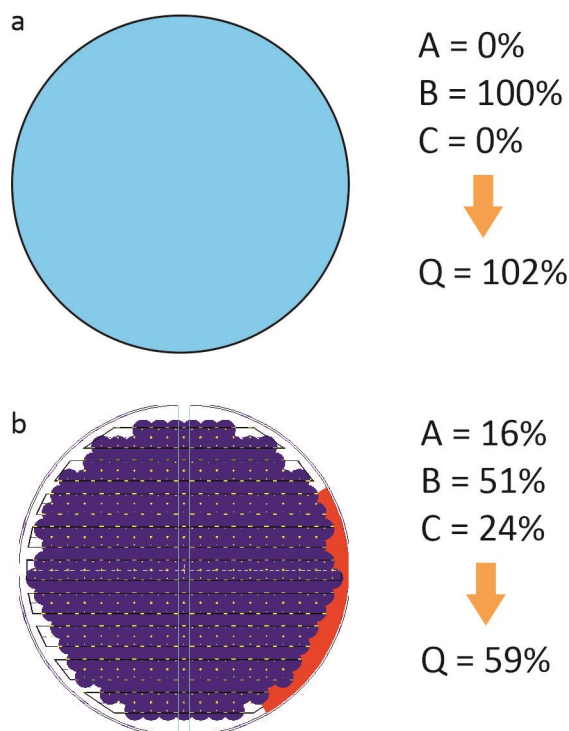 a
A = 0%
B = 100%
C = 0%
Q = 102%
b
A = 16%
B = 51%
C = 24%
Q = 59%